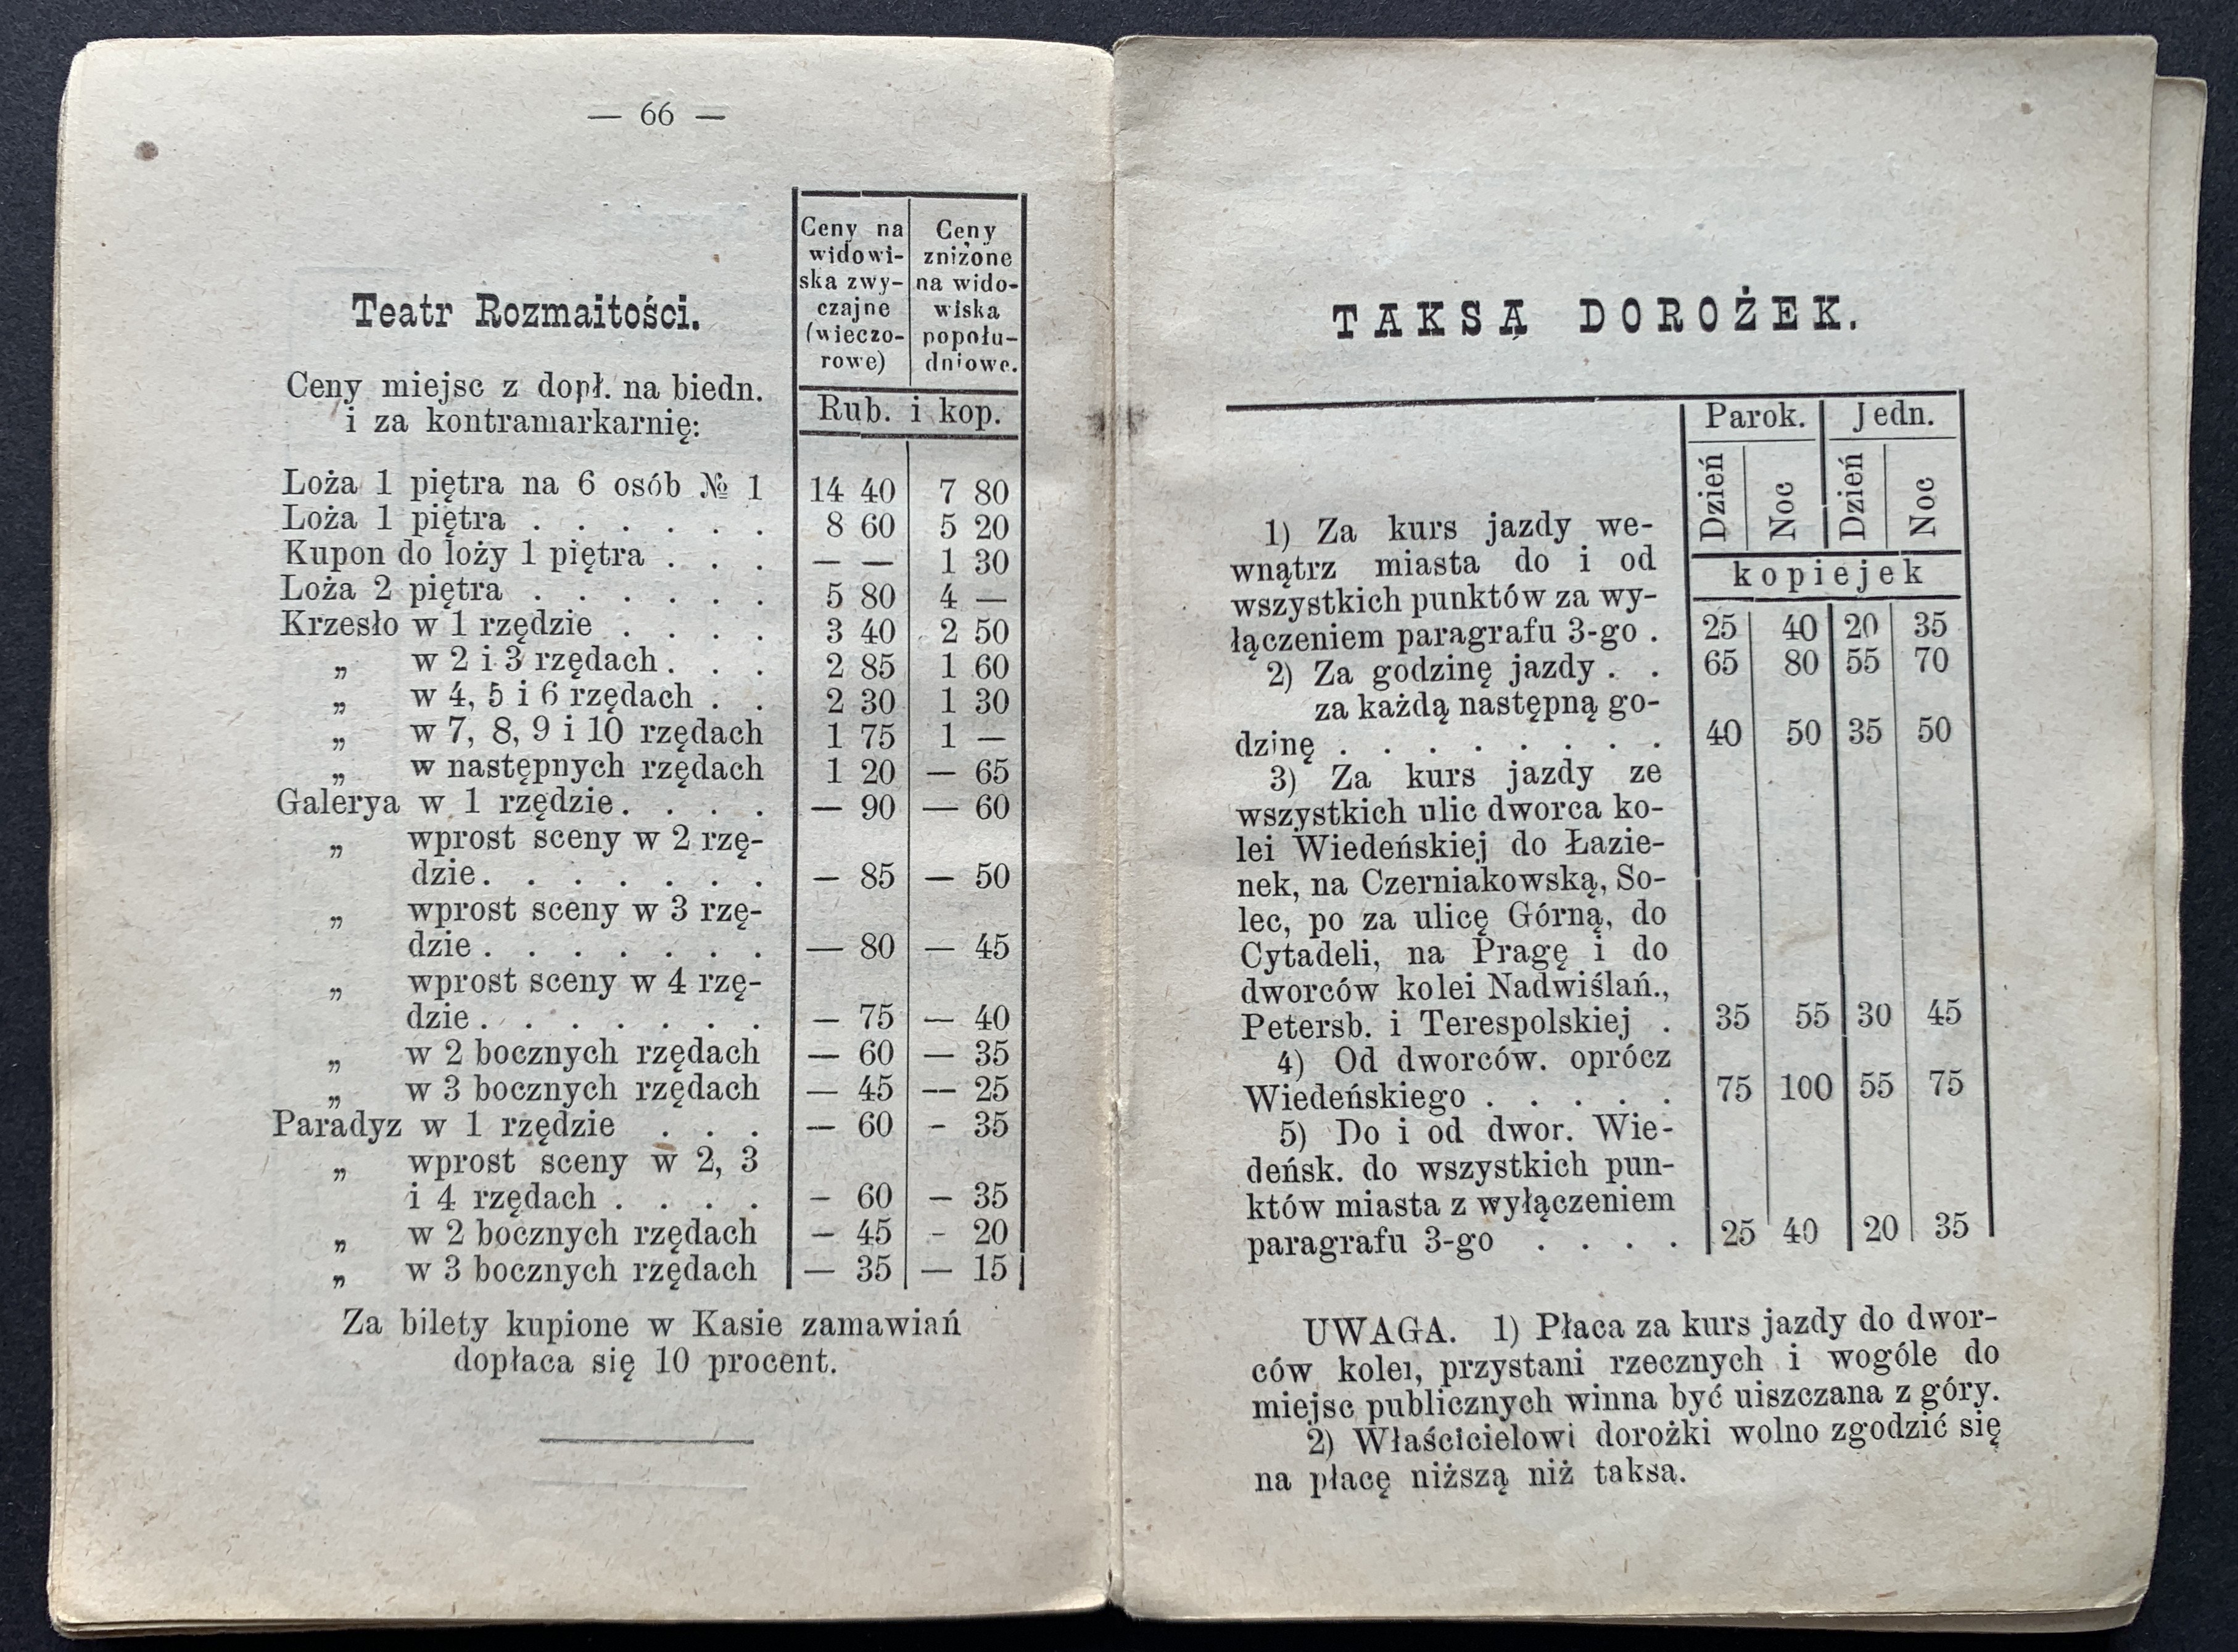 — 66 —
Teatr Rozmaitości.
Ceny miejsc z dopł. na biedn.
i za kontramarkarnię:
Ceny na
widowi-
ska zwy-
czajne
(wieczo-
rowe)
Ceny
zniżone
na wido-
wiska
popołu-
dniowe.
Rub. i kop.
Loża 1 piętra na 6 osób № 1 14 40 7 80
Loża 1 piętra . . . . . . 8 60 5 20
Kupon do loży 1 piętra . . . — — 1 30
Loża 2 piętra . . . . . . 5 80 4 —
Krzesło w 1 rzędzie . . . . 3 40 2 50
„ w 2 i 3 rzędach . . . 2 85 1 60
„ w 4, 5 i 6 rzędach . . 2 30 1 30
„ w 7, 8, 9 i 10 rzędach 1 75 1 —
„ w następnych rzędach 1 20 — 65
Galerya w 1 rzędzie. . . . — 90 — 60
„ wprost sceny w 2 rzę-
dzie. . . . . . . — 85 — 50
„ wprost sceny w 3 rzę-
dzie . . . . . . . — 80 — 45
„ wprost sceny w 4 rzę-
dzie . . . . . . . — 75 — 40
„ w 2 bocznych rzędach — 60 — 35
„ w 3 bocznych rzędach — 45 — 25
Paradyz w 1 rzędzie . . . — 60 - 35
„ wprost sceny w 2, 3
i 4 rzędach . . . . — 60 — 35
„ w 2 bocznych rzędach — 45 - 20
„ w 3 bocznych rzędach — 35 — 15
Za bilety kupione w Kasie zamawiań
dopłaca się 10 procent.
TAKSA DOROŻEK.
Parok. Jedn.
Dzień Noc Dzień Noc
kopiejek
1) Za kurs jazdy we-
wnątrz miasta do i od
wszystkich punktów za wy-
łączeniem paragrafu 3-go . 25 40 20 35
2) Za godzinę jazdy . . 65 80 55 70
za każdą następną go-
dzinę . . . . . . . . 40 50 35 50
3) Za kurs jazdy ze
wszystkich ulic dworca ko-
lei Wiedeńskiej do Łazie-
nek, na Czerniakowską, So-
lec, po za ulicę Górną, do
Cytadeli, na Pragę i do
dworców kolei Nadwiślań.,
Petersb. i Terespolskiej . 35 55 30 45
4) Od dworców. oprócz
Wiedeńskiego . . . . . 75 100 55 75
5) Do i od dwor. Wie-
deńsk. do wszystkich pun-
któw miasta z wyłączeniem
paragrafu 3-go . . . . 25 40 20 35
UWAGA. 1) Płaca za kurs jazdy do dwor-
ców kolei, przystani rzecznych i wogóle do
miejsc publicznych winna być uiszczana z góry.
2) Właścicielowi dorożki wolno zgodzić się
na płacę niższą niż taksa.